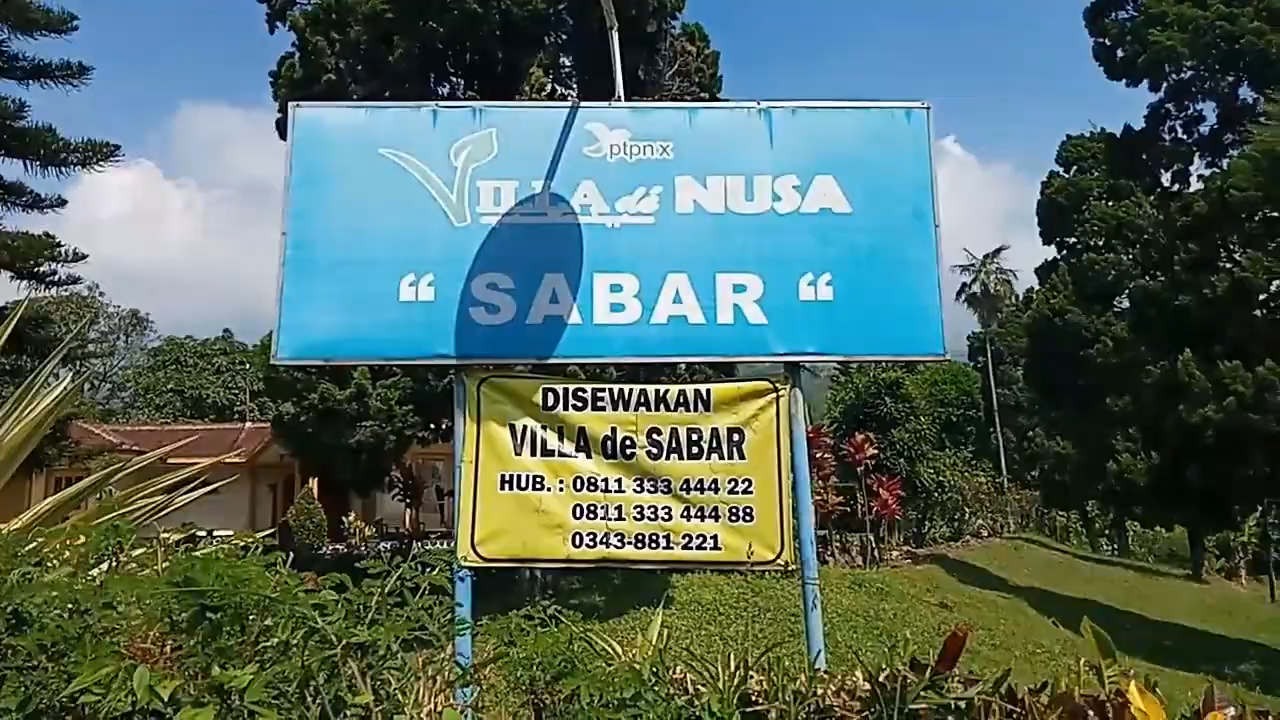 ptpnx
VILLA de NUSA
“ SABAR “
DISEWAKAN
VILLA de SABAR
HUB. : 0811 333 444 22
0811 333 444 88
0343-881 221